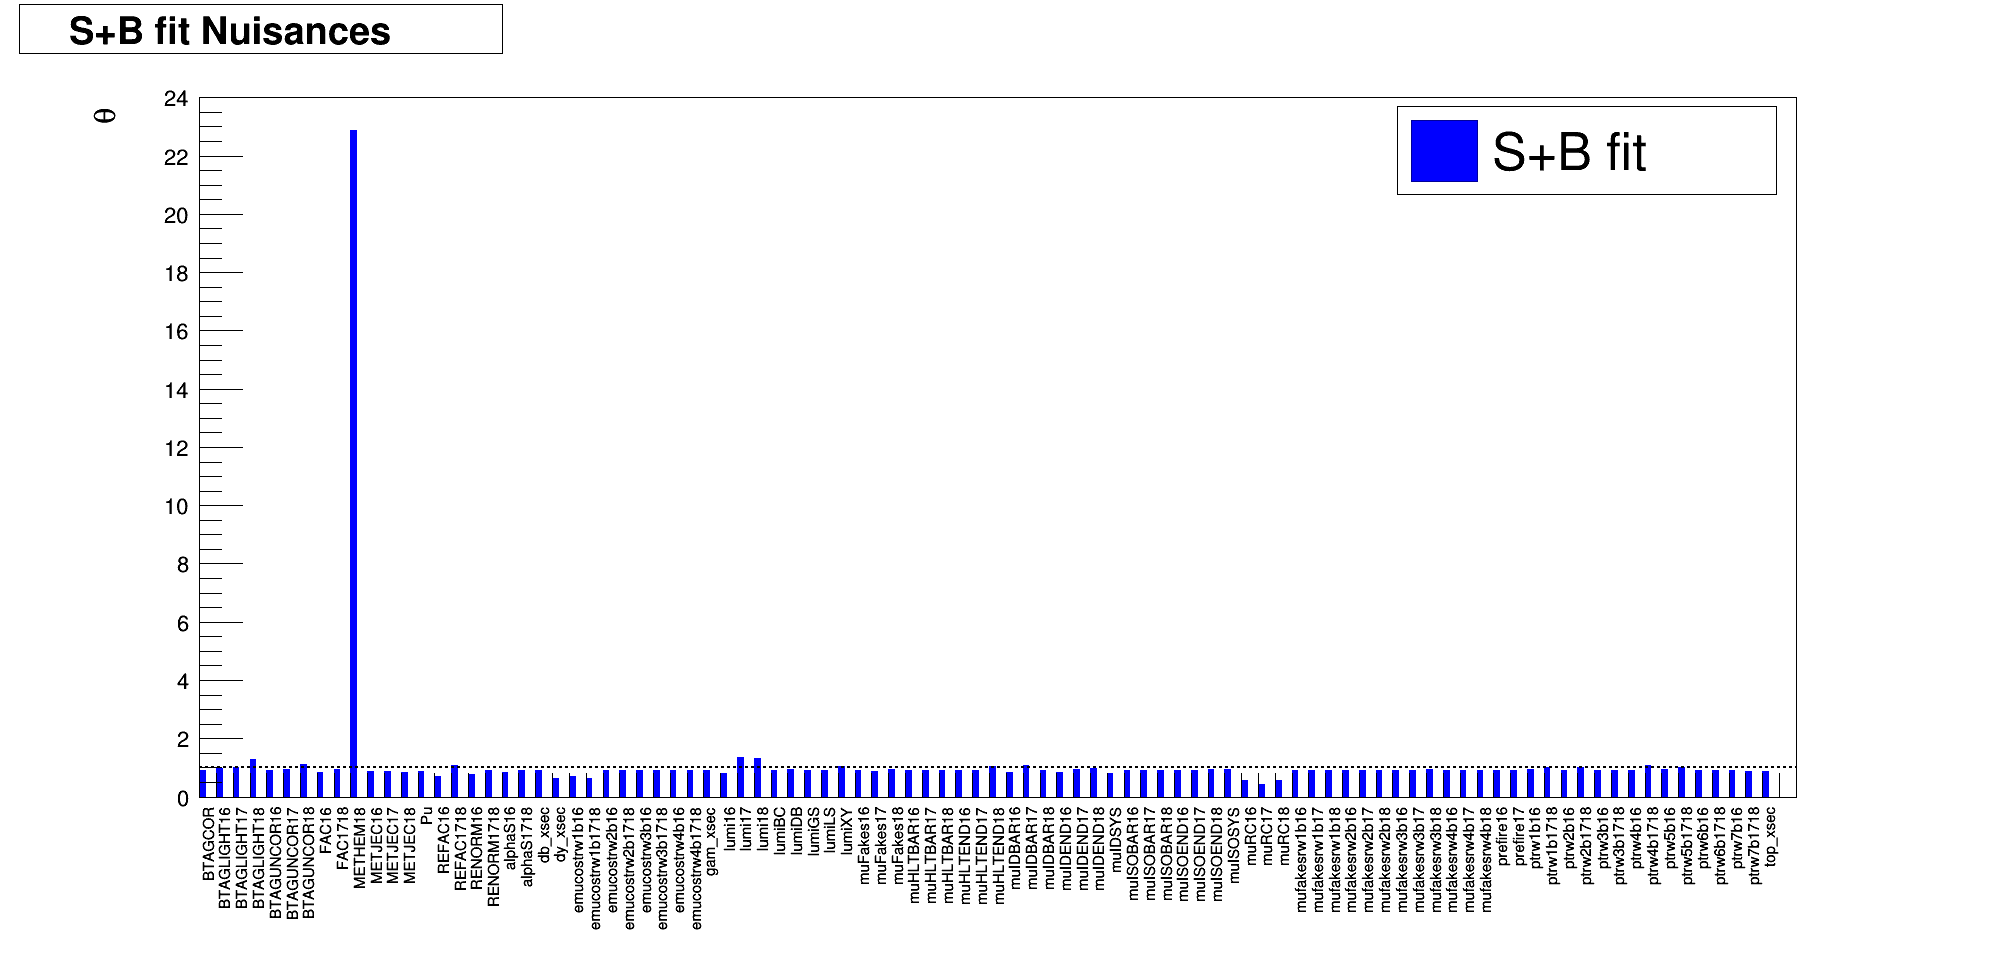 S+B fit Nuisances
θ
S+B fit
24
22
20
18
16
14
12
10
8
6
4
2
0
BTAGCOR
BTAGLIGHT16
BTAGLIGHT17
BTAGLIGHT18
BTAGUNCOR16
BTAGUNCOR17
BTAGUNCOR18
FAC16
FAC1718
METHEM18
METJEC16
METJEC17
METJEC18
Pu
REFAC16
REFAC1718
RENORM16
RENORM1718
alphaS16
alphaS1718
db_xsec
dy_xsec
emucostrw1b16
emucostrw1b1718
emucostrw2b16
emucostrw2b1718
emucostrw3b16
emucostrw3b1718
emucostrw4b16
emucostrw4b1718
gam_xsec
lumi16
lumi17
lumi18
lumiBC
lumiDB
lumiGS
lumiLS
lumiXY
muFakes16
muFakes17
muFakes18
muHLTBAR16
muHLTBAR17
muHLTBAR18
muHLTEND16
muHLTEND17
muHLTEND18
muIDBAR16
muIDBAR17
muIDBAR18
muIDEND16
muIDEND17
muIDEND18
muIDSYS
muISOBAR16
muISOBAR17
muISOBAR18
muISOEND16
muISOEND17
muISOEND18
muISOSYS
muRC16
muRC17
muRC18
mufakesrw1b16
mufakesrw1b17
mufakesrw1b18
mufakesrw2b16
mufakesrw2b17
mufakesrw2b18
mufakesrw3b16
mufakesrw3b17
mufakesrw3b18
mufakesrw4b16
mufakesrw4b17
mufakesrw4b18
prefire16
prefire17
ptrw1b16
ptrw1b1718
ptrw2b16
ptrw2b1718
ptrw3b16
ptrw3b1718
ptrw4b16
ptrw4b1718
ptrw5b16
ptrw5b1718
ptrw6b16
ptrw6b1718
ptrw7b16
ptrw7b1718
top_xsec